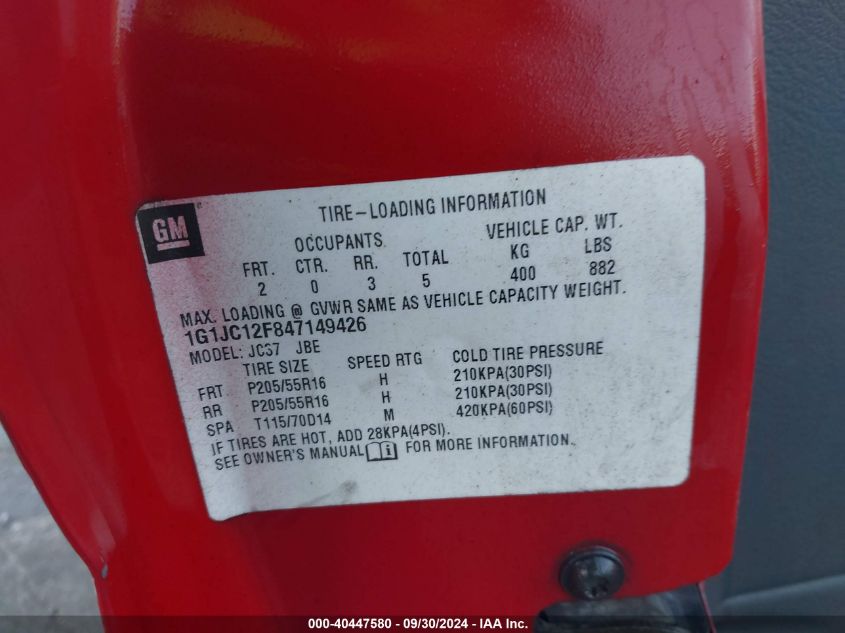 GM
TIRE-LOADING INFORMATION
OCCUPANTS VEHICLE CAP. WT.
FRT. CTR. RR. TOTAL KG LBS
2 0 3 5 400 882
MAX. LOADING @ GVWR SAME AS VEHICLE CAPACITY WEIGHT.
1G1JC12F847149426
MODEL: JC37 JBE
TIRE SIZE SPEED RTG COLD TIRE PRESSURE
FRT P205/55R16 H 210KPA(30PSI)
RR P205/55R16 H 210KPA(30PSI)
SPA T115/70D14 M 420KPA(60PSI)
IF TIRES ARE HOT, ADD 28KPA(4PSI).
SEE OWNER'S MANUAL i FOR MORE INFORMATION.
000-40447580 - 09/30/2024 - IAA Inc.